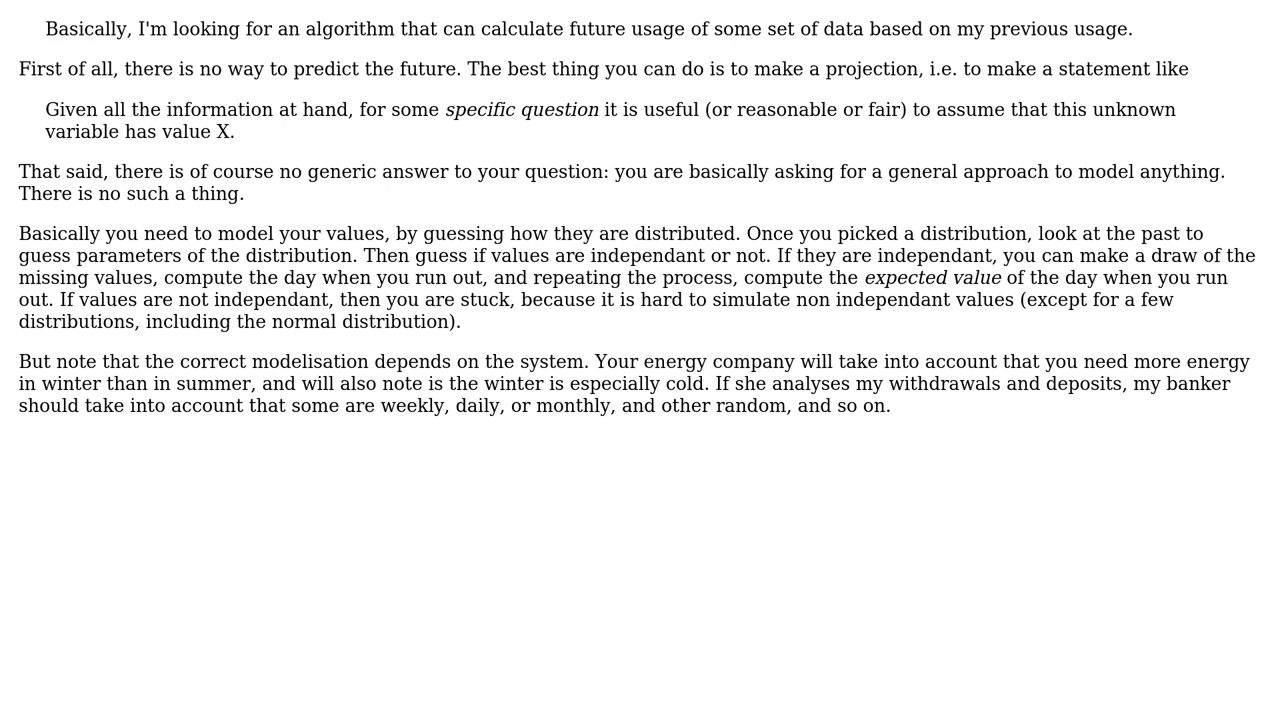 Basically, I'm looking for an algorithm that can calculate future usage of some set of data based on my previous usage.
First of all, there is no way to predict the future. The best thing you can do is to make a projection, i.e. to make a statement like
Given all the information at hand, for some specific question it is useful (or reasonable or fair) to assume that this unknown
variable has value X.
That said, there is of course no generic answer to your question: you are basically asking for a general approach to model anything.
There is no such a thing.
Basically you need to model your values, by guessing how they are distributed. Once you picked a distribution, look at the past to
guess parameters of the distribution. Then guess if values are independant or not. If they are independant, you can make a draw of the
missing values, compute the day when you run out, and repeating the process, compute the expected value of the day when you run
out. If values are not independant, then you are stuck, because it is hard to simulate non independant values (except for a few
distributions, including the normal distribution).
But note that the correct modelisation depends on the system. Your energy company will take into account that you need more energy
in winter than in summer, and will also note is the winter is especially cold. If she analyses my withdrawals and deposits, my banker
should take into account that some are weekly, daily, or monthly, and other random, and so on.